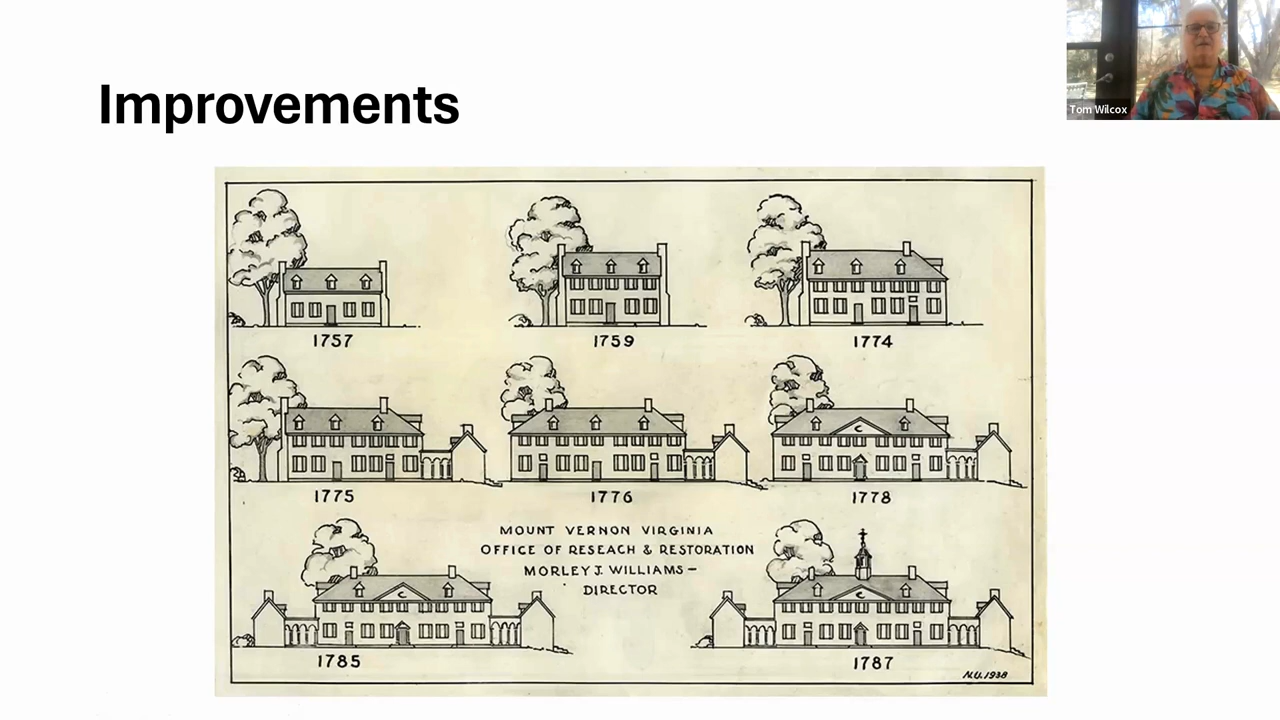 Improvements
Tom Wilcox
1757
1759
1774
1775
1776
1778
MOUNT VERNON VIRGINIA
OFFICE OF RESEACH & RESTORATION
MORLEY J. WILLIAMS –
DIRECTOR
1785
1787
N.U. 1938